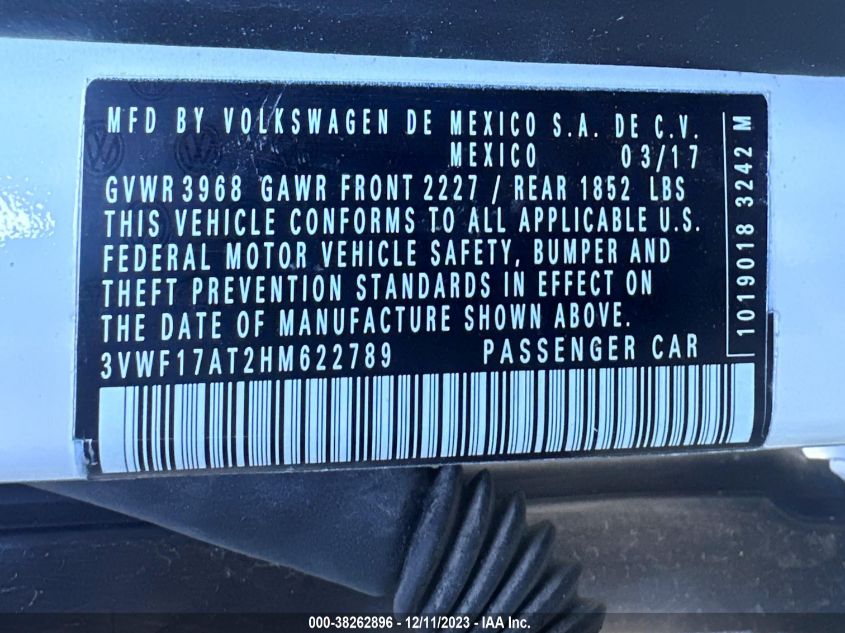 MFD BY VOLKSWAGEN DE MEXICO S.A. DE C.V.
MEXICO 03/17
GVWR 3968 GAWR FRONT 2227 / REAR 1852 LBS
THIS VEHICLE CONFORMS TO ALL APPLICABLE U.S.
FEDERAL MOTOR VEHICLE SAFETY, BUMPER AND
THEFT PREVENTION STANDARDS IN EFFECT ON
THE DATE OF MANUFACTURE SHOWN ABOVE.
3VWF17AT2HM622789 PASSENGER CAR
1019018 3242 M
000-38262896 - 12/11/2023 - IAA Inc.